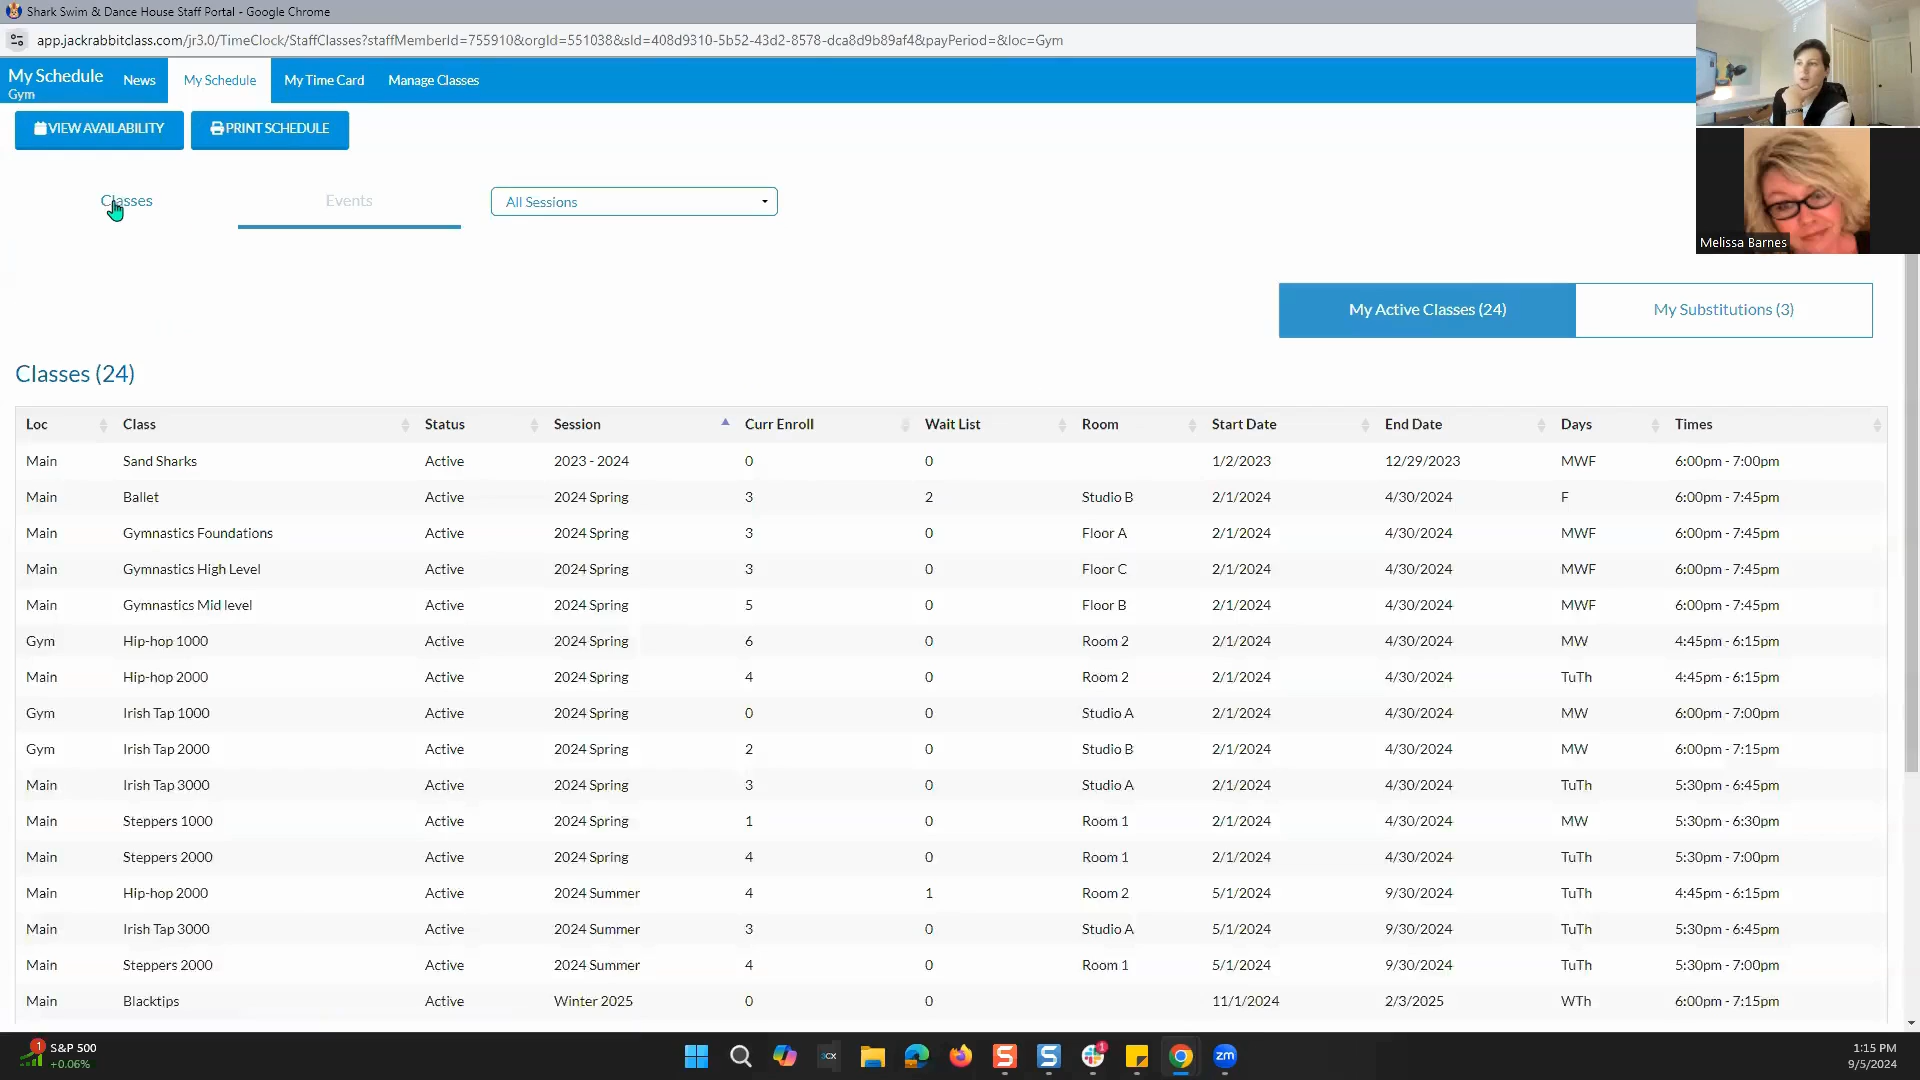 Shark Swim & Dance House Staff Portal - Google Chrome
app.jackrabbitclass.com/jr3.0/TimeClock/StaffClasses?staffMemberId=755910&orgId=551038&sId=408d9310-5b52-43d2-8578-dca8d9b89af4&payPeriod=&loc=Gym
My Schedule
Gym
News
My Schedule
My Time Card
Manage Classes
VIEW AVAILABILITY
PRINT SCHEDULE
Classes
Events
All Sessions
Melissa Barnes
My Active Classes (24)
My Substitutions (3)
Classes (24)
Loc Class Status Session Curr Enroll Wait List Room Start Date End Date Days Times
Main Sand Sharks Active 2023 - 2024 0 0 1/2/2023 12/29/2023 MWF 6:00pm - 7:00pm
Main Ballet Active 2024 Spring 3 2 Studio B 2/1/2024 4/30/2024 F 6:00pm - 7:45pm
Main Gymnastics Foundations Active 2024 Spring 3 0 Floor A 2/1/2024 4/30/2024 MWF 6:00pm - 7:45pm
Main Gymnastics High Level Active 2024 Spring 3 0 Floor C 2/1/2024 4/30/2024 MWF 6:00pm - 7:45pm
Main Gymnastics Mid level Active 2024 Spring 5 0 Floor B 2/1/2024 4/30/2024 MWF 6:00pm - 7:45pm
Gym Hip-hop 1000 Active 2024 Spring 6 0 Room 2 2/1/2024 4/30/2024 MW 4:45pm - 6:15pm
Main Hip-hop 2000 Active 2024 Spring 4 0 Room 2 2/1/2024 4/30/2024 TuTh 4:45pm - 6:15pm
Gym Irish Tap 1000 Active 2024 Spring 0 0 Studio A 2/1/2024 4/30/2024 MW 6:00pm - 7:00pm
Gym Irish Tap 2000 Active 2024 Spring 2 0 Studio B 2/1/2024 4/30/2024 MW 6:00pm - 7:15pm
Main Irish Tap 3000 Active 2024 Spring 3 0 Studio A 2/1/2024 4/30/2024 TuTh 5:30pm - 6:45pm
Main Steppers 1000 Active 2024 Spring 1 0 Room 1 2/1/2024 4/30/2024 MW 5:30pm - 6:30pm
Main Steppers 2000 Active 2024 Spring 4 0 Room 1 2/1/2024 4/30/2024 TuTh 5:30pm - 7:00pm
Main Hip-hop 2000 Active 2024 Summer 4 1 Room 2 5/1/2024 9/30/2024 TuTh 4:45pm - 6:15pm
Main Irish Tap 3000 Active 2024 Summer 3 0 Studio A 5/1/2024 9/30/2024 TuTh 5:30pm - 6:45pm
Main Steppers 2000 Active 2024 Summer 4 0 Room 1 5/1/2024 9/30/2024 TuTh 5:30pm - 7:00pm
Main Blacktips Active Winter 2025 0 0 11/1/2024 2/3/2025 WTh 6:00pm - 7:15pm
1
S&P 500
+0.06%
3CX
S
S
1
zm
1:15 PM
9/5/2024